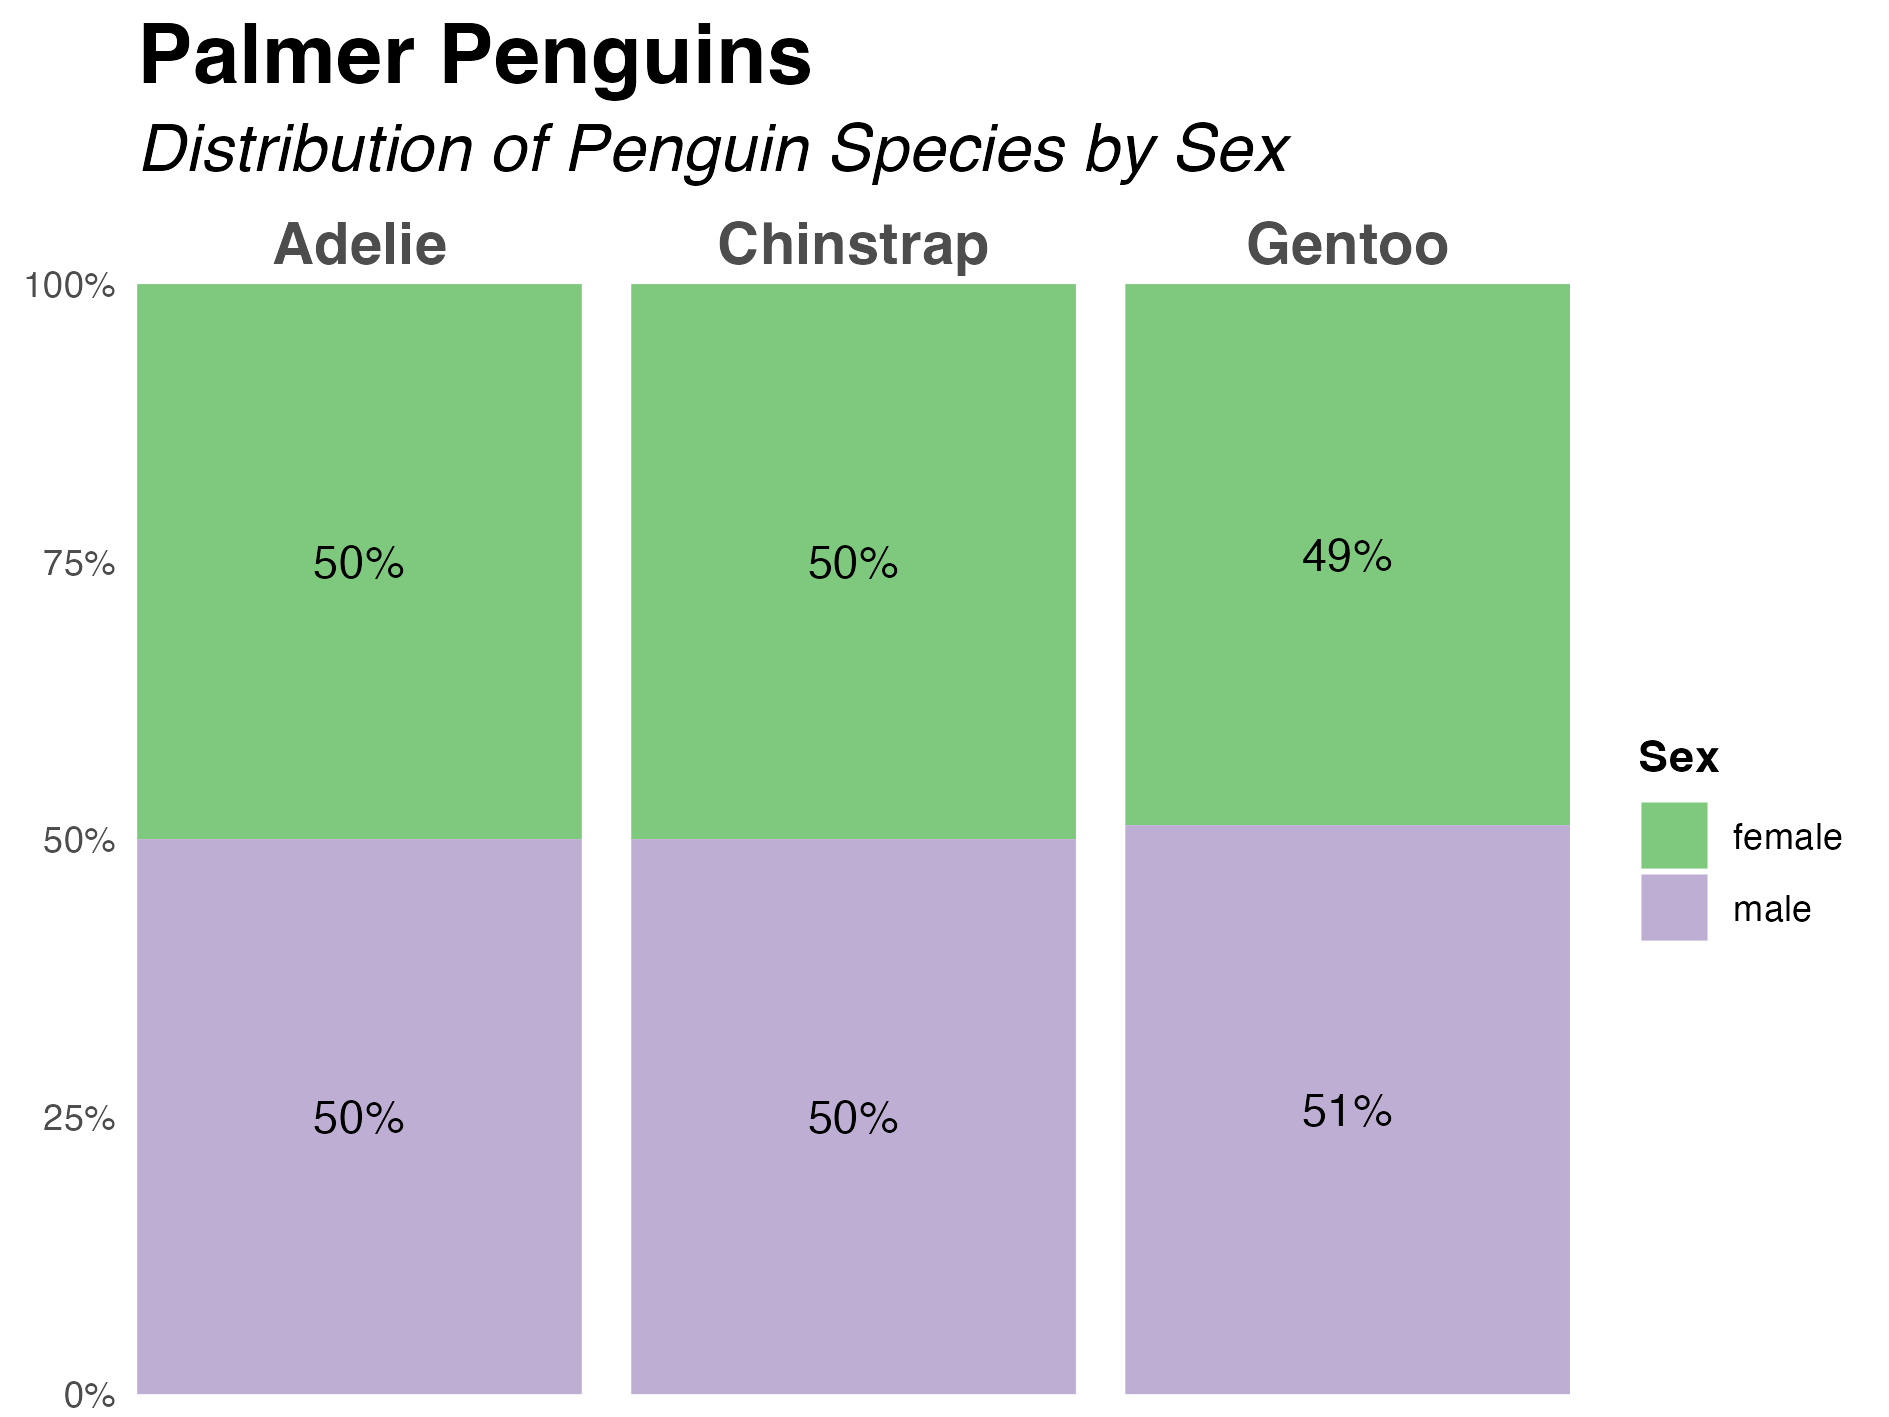 Palmer Penguins
Distribution of Penguin Species by Sex
Adelie Chinstrap Gentoo
100%
75%
50%
25%
0%
50% 50% 49%
50% 50% 51%
Sex
female
male